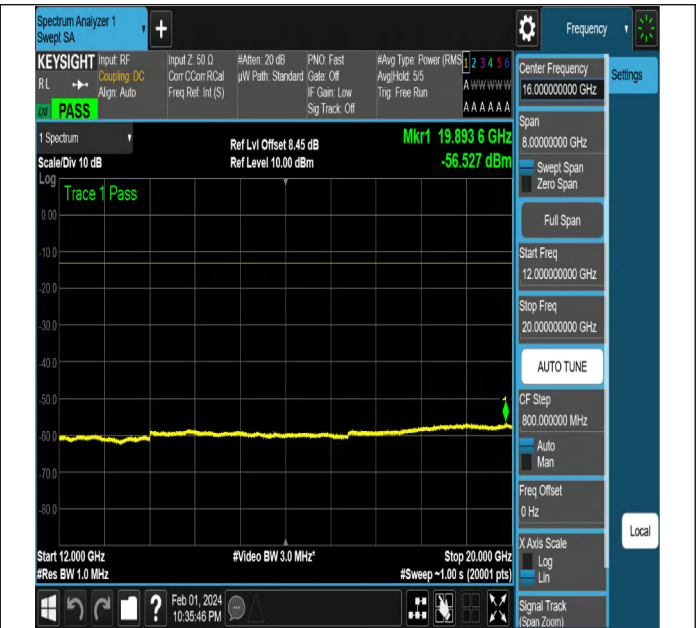 Spectrum Analyzer 1
Swept SA
+
Frequency
KEYSIGHT
R L
PASS
Input: RF
Coupling: DC
Align: Auto
Input Z: 50 Ω
Corr CCorr RCal
Freq Ref: Int (S)
#Atten: 20 dB
µW Path: Standard
PNO: Fast
Gate: Off
IF Gain: Low
Sig Track: Off
#Avg Type: Power (RMS
Avg|Hold: 5/5
Trig: Free Run
1 2 3 4 5 6
A W W W W W
A A A A A A
1 Spectrum
Scale/Div 10 dB
Ref Lvl Offset 8.45 dB
Ref Level 10.00 dBm
Mkr1 19.893 6 GHz
-56.527 dBm
Log
Trace 1 Pass
0.00
-10.0
-20.0
-30.0
-40.0
-50.0
-60.0
-70.0
-80.0
1
Start 12.000 GHz
#Res BW 1.0 MHz
#Video BW 3.0 MHz*
Stop 20.000 GHz
#Sweep ~1.00 s (20001 pts)
Feb 01, 2024
10:35:46 PM
?
Center Frequency
16.000000000 GHz
Settings
Span
8.00000000 GHz
Swept Span
Zero Span
Full Span
Start Freq
12.000000000 GHz
Stop Freq
20.000000000 GHz
AUTO TUNE
CF Step
800.000000 MHz
Auto
Man
Freq Offset
0 Hz
X Axis Scale
Log
Lin
Local
Signal Track
(Span Zoom)